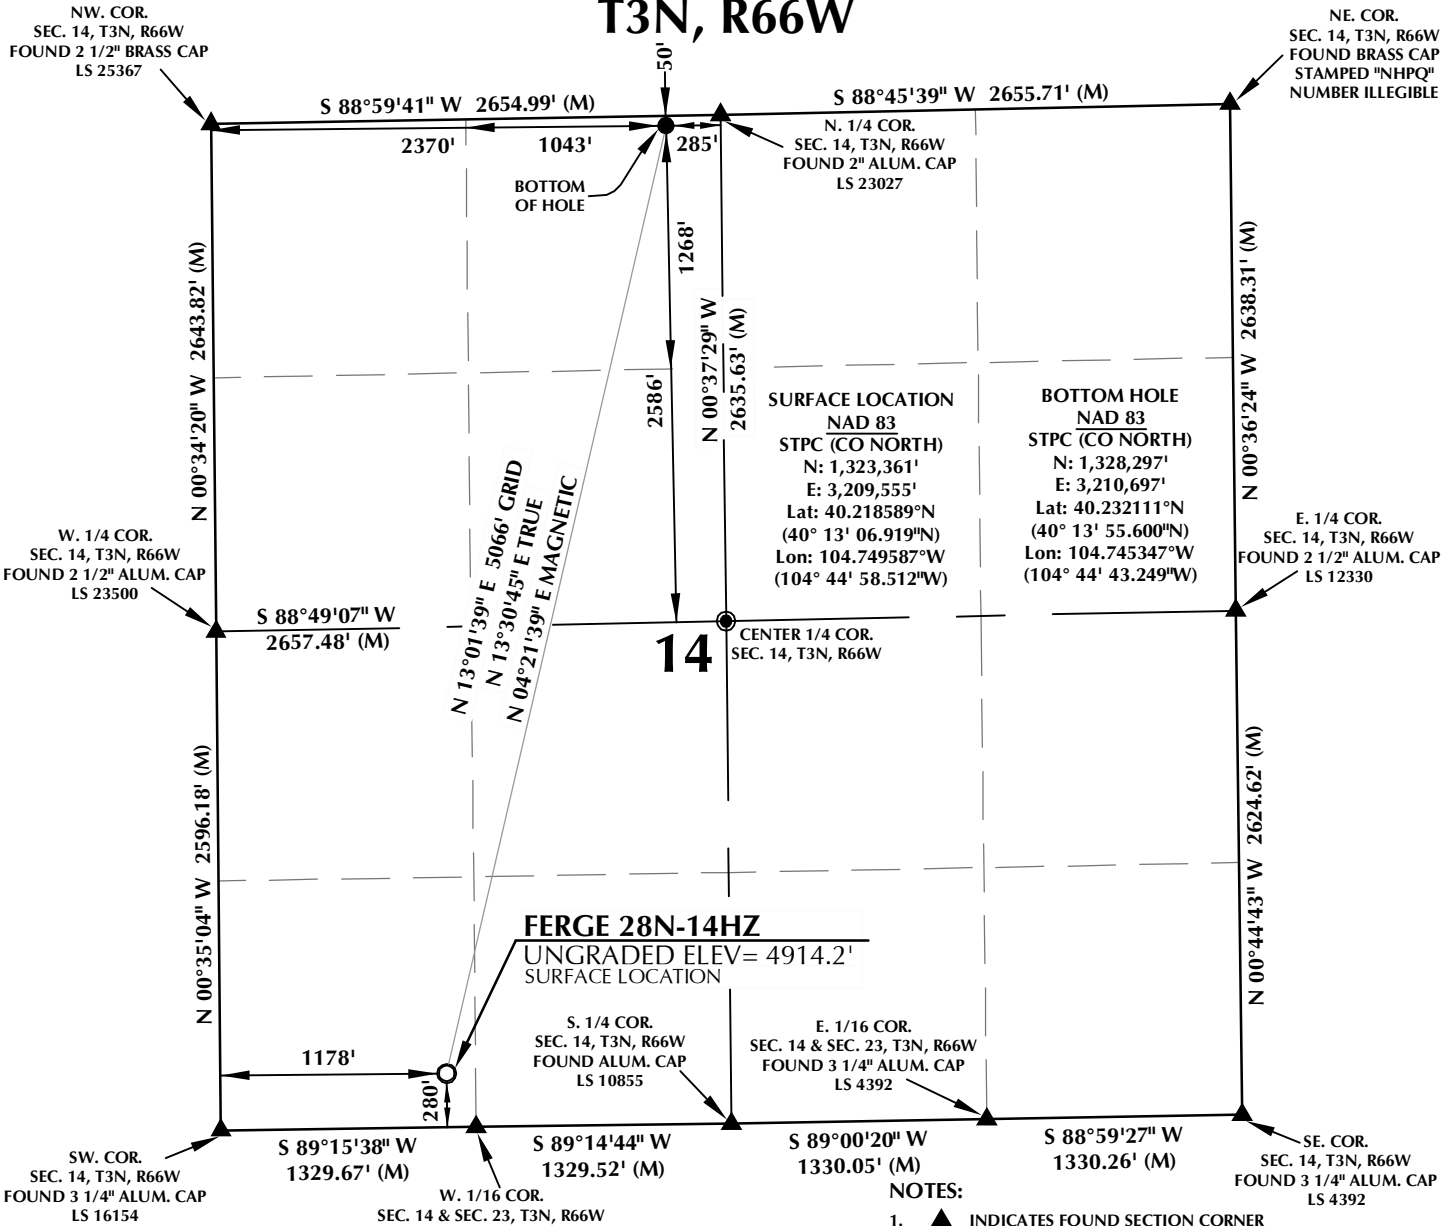 T3N, R66W
NW. COR.
SEC. 14, T3N, R66W
FOUND 2 1/2" BRASS CAP
LS 25367
NE. COR.
SEC. 14, T3N, R66W
FOUND BRASS CAP
STAMPED "NHPQ"
NUMBER ILLEGIBLE
50'
S 88°59'41" W 2654.99' (M)
S 88°45'39" W 2655.71' (M)
2370'
1043'
285'
N. 1/4 COR.
SEC. 14, T3N, R66W
FOUND 2" ALUM. CAP
LS 23027
BOTTOM
OF HOLE
1268'
2586'
N 00°34'20" W 2643.82' (M)
N 00°37'29" W
2635.63' (M)
N 00°36'24" W 2638.31' (M)
SURFACE LOCATION
NAD 83
STPC (CO NORTH)
N: 1,323,361'
E: 3,209,555'
Lat: 40.218589°N
(40° 13' 06.919"N)
Lon: 104.749587°W
(104° 44' 58.512"W)
BOTTOM HOLE
NAD 83
STPC (CO NORTH)
N: 1,328,297'
E: 3,210,697'
Lat: 40.232111°N
(40° 13' 55.600"N)
Lon: 104.745347°W
(104° 44' 43.249"W)
N 13°01'39" E 5066' GRID
N 13°30'45" E TRUE
N 04°21'39" E MAGNETIC
W. 1/4 COR.
SEC. 14, T3N, R66W
FOUND 2 1/2" ALUM. CAP
LS 23500
E. 1/4 COR.
SEC. 14, T3N, R66W
FOUND 2 1/2" ALUM. CAP
LS 12330
S 88°49'07" W
2657.48' (M)
14
CENTER 1/4 COR.
SEC. 14, T3N, R66W
N 00°35'04" W 2596.18' (M)
N 00°44'43" W 2624.62' (M)
FERGE 28N-14HZ
UNGRADED ELEV= 4914.2'
SURFACE LOCATION
S. 1/4 COR.
SEC. 14, T3N, R66W
FOUND ALUM. CAP
LS 10855
E. 1/16 COR.
SEC. 14 & SEC. 23, T3N, R66W
FOUND 3 1/4" ALUM. CAP
LS 4392
1178'
280'
S 89°15'38" W
1329.67' (M)
S 89°14'44" W
1329.52' (M)
S 89°00'20" W
1330.05' (M)
S 88°59'27" W
1330.26' (M)
SW. COR.
SEC. 14, T3N, R66W
FOUND 3 1/4" ALUM. CAP
LS 16154
W. 1/16 COR.
SEC. 14 & SEC. 23, T3N, R66W
SE. COR.
SEC. 14, T3N, R66W
FOUND 3 1/4" ALUM. CAP
LS 4392
NOTES:
1. ▲ INDICATES FOUND SECTION CORNER